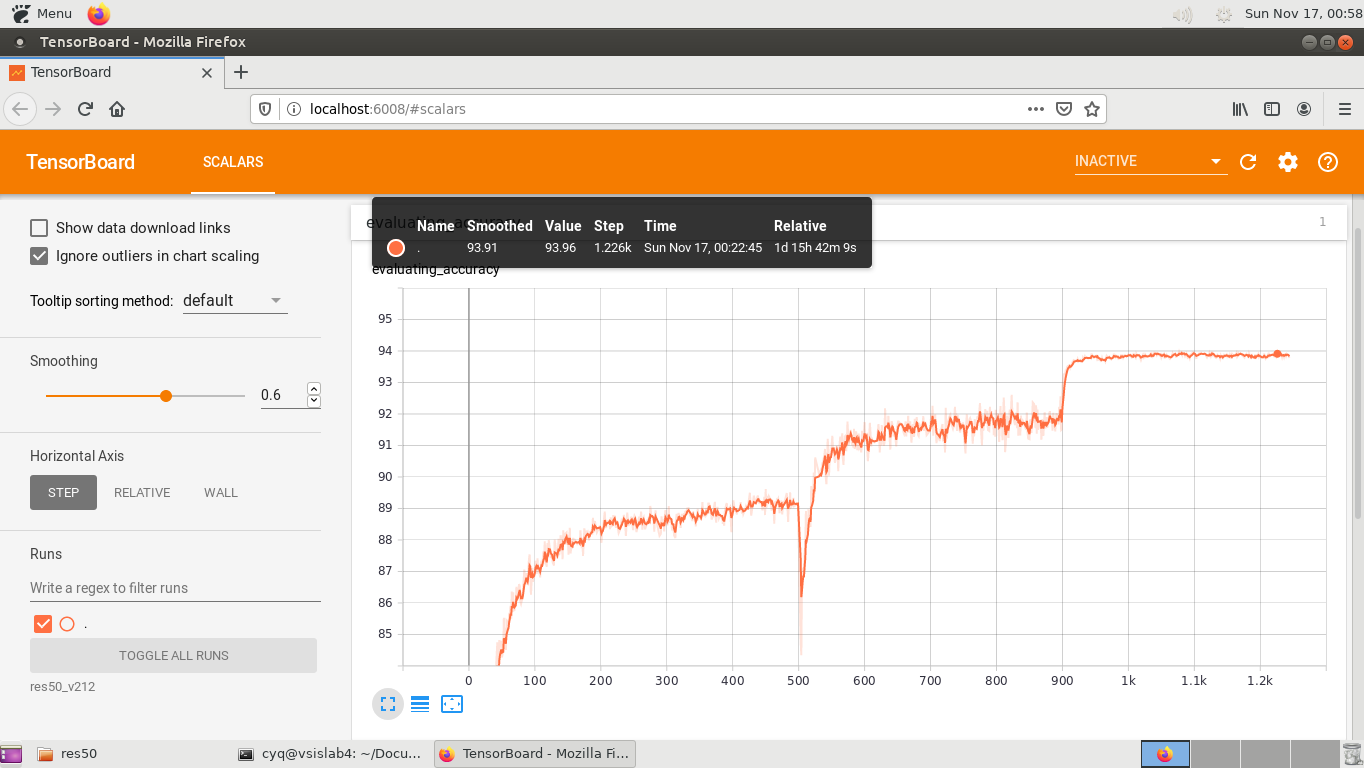 Menu Sun Nov 17, 00:58
TensorBoard - Mozilla Firefox
TensorBoard
localhost:6008/#scalars
TensorBoard SCALARS INACTIVE
Show data download links
Ignore outliers in chart scaling
Tooltip sorting method: default
Smoothing
0.6
Horizontal Axis
STEP RELATIVE WALL
Runs
Write a regex to filter runs
.
TOGGLE ALL RUNS
res50_v212
evaluating_accuracy 1
Name Smoothed Value Step Time Relative
. 93.91 93.96 1.226k Sun Nov 17, 00:22:45 1d 15h 42m 9s
evaluating_accuracy
95
94
93
92
91
90
89
88
87
86
85
0 100 200 300 400 500 600 700 800 900 1k 1.1k 1.2k
res50 cyq@vsislab4: ~/Docu... TensorBoard - Mozilla Fi...